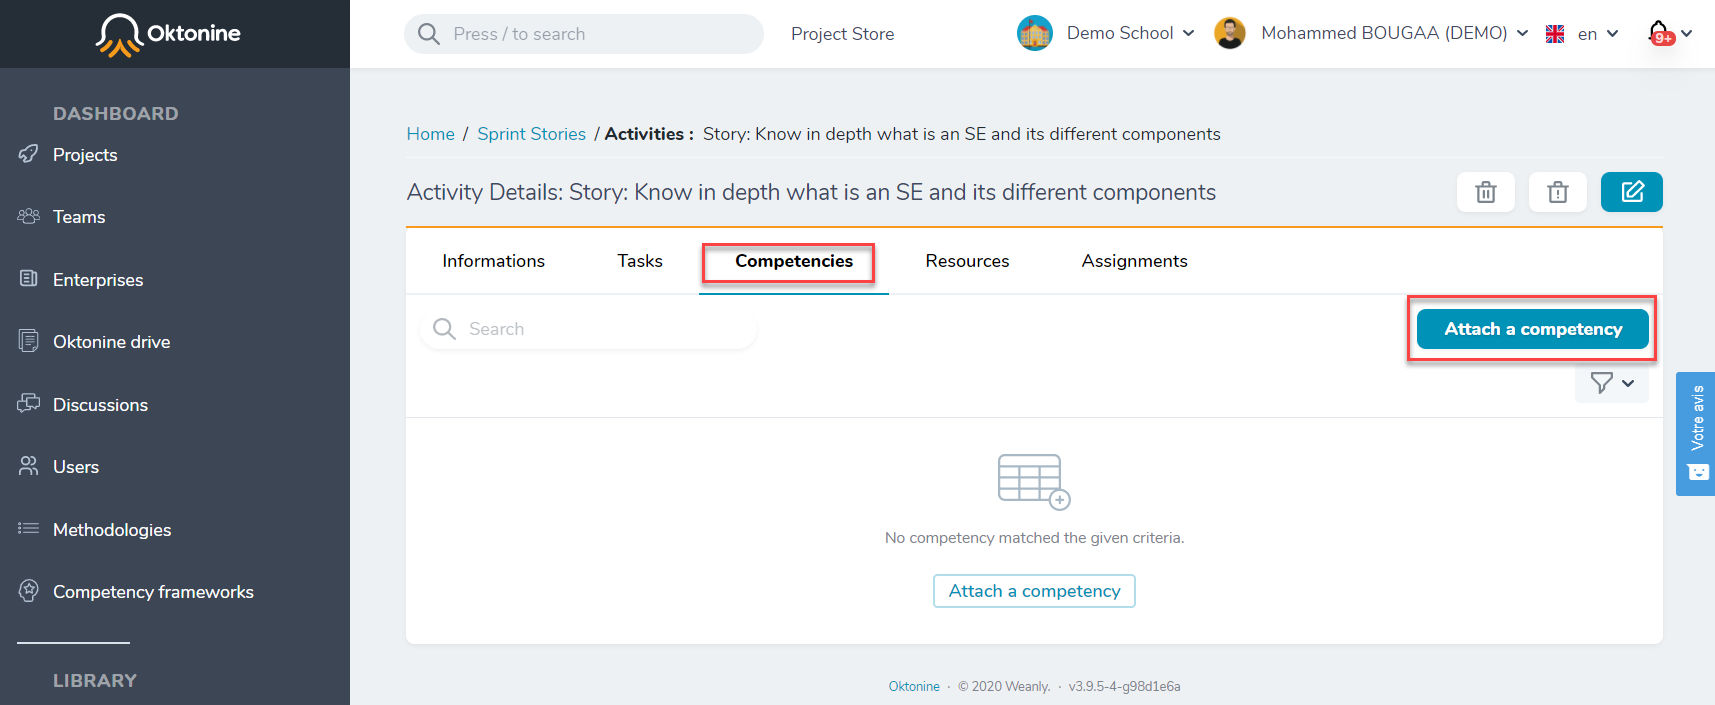 Oktonine
Press / to search
Project Store
Demo School
Mohammed BOUGAA (DEMO)
en
9+
DASHBOARD
Projects
Teams
Enterprises
Oktonine drive
Discussions
Users
Methodologies
Competency frameworks
LIBRARY
Home / Sprint Stories / Activities : Story: Know in depth what is an SE and its different components
Activity Details: Story: Know in depth what is an SE and its different components
Informations Tasks Competencies Resources Assignments
Search
Attach a competency
No competency matched the given criteria.
Attach a competency
Votre avis
Oktonine · © 2020 Weanly. · v3.9.5-4-g98d1e6a